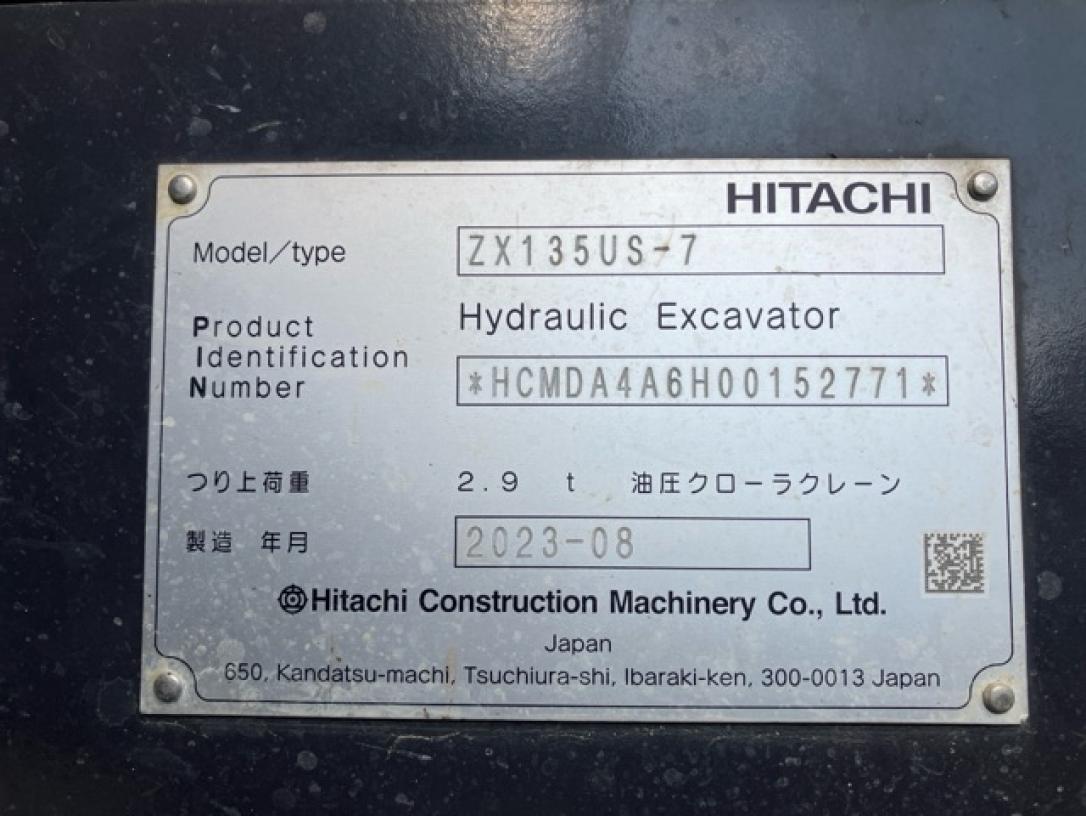 HITACHI
Model/type ZX135US-7
Hydraulic Excavator
Product
Identification
Number *HCMDA4A6H00152771*
つり上荷重 2.9 t 油圧クローラクレーン
製造 年月 2023-08
Hitachi Construction Machinery Co., Ltd.
Japan
650, Kandatsu-machi, Tsuchiura-shi, Ibaraki-ken, 300-0013 Japan